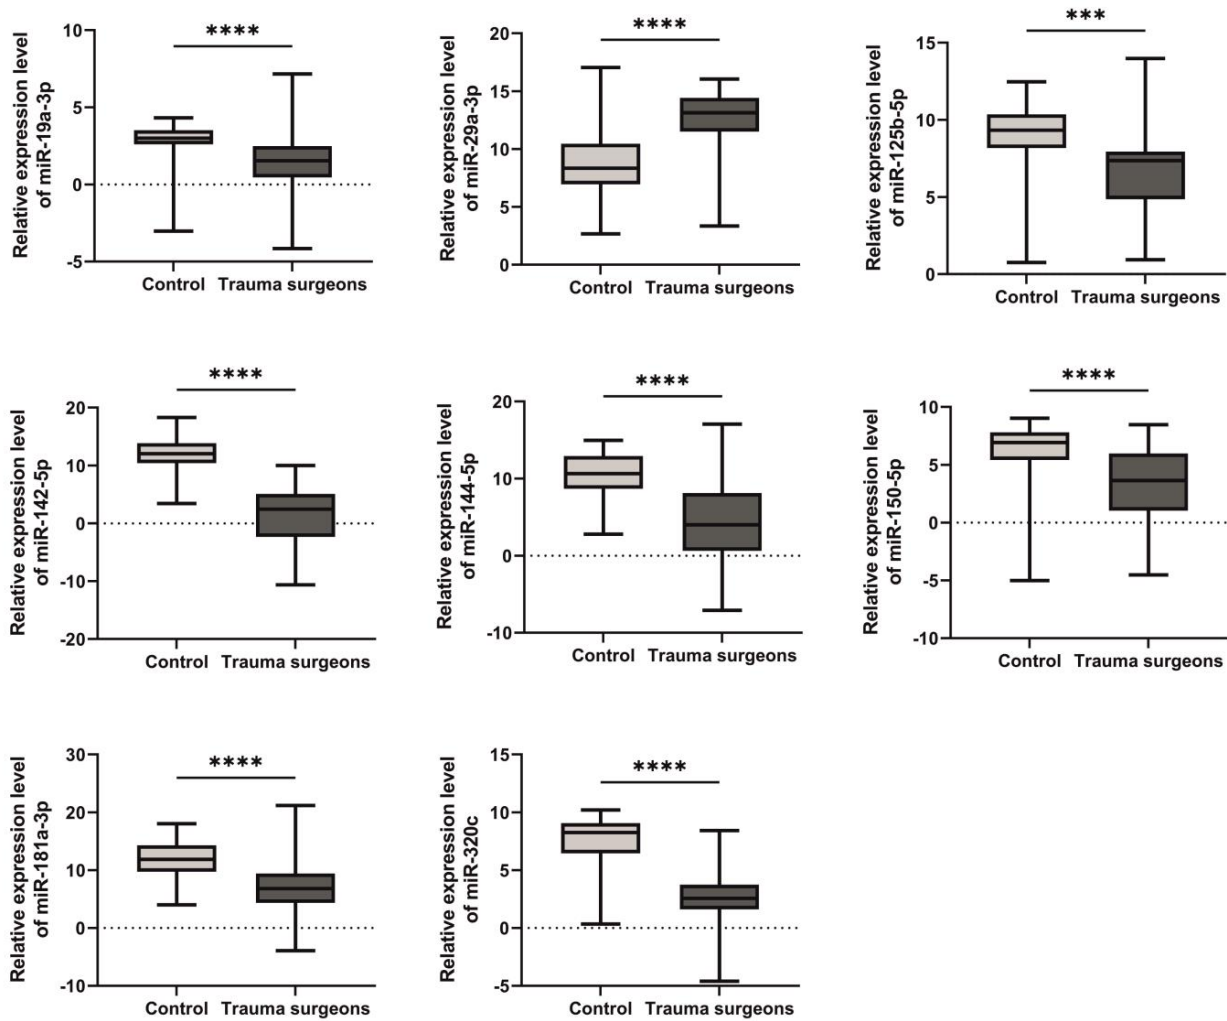 ****
10
5
0
-5
Relative expression level
of miR-19a-3p
Control Trauma surgeons
****
20
15
10
5
0
Relative expression level
of miR-29a-3p
Control Trauma surgeons
***
15
10
5
0
Relative expression level
of miR-125b-5p
Control Trauma surgeons
****
20
10
0
-10
-20
Relative expression level
of miR-142-5p
Control Trauma surgeons
****
20
10
0
-10
Relative expression level
of miR-144-5p
Control Trauma surgeons
****
10
5
0
-5
-10
Relative expression level
of miR-150-5p
Control Trauma surgeons
****
30
20
10
0
-10
Relative expression level
of miR-181a-3p
Control Trauma surgeons
****
15
10
5
0
-5
Relative expression level
of miR-320c
Control Trauma surgeons